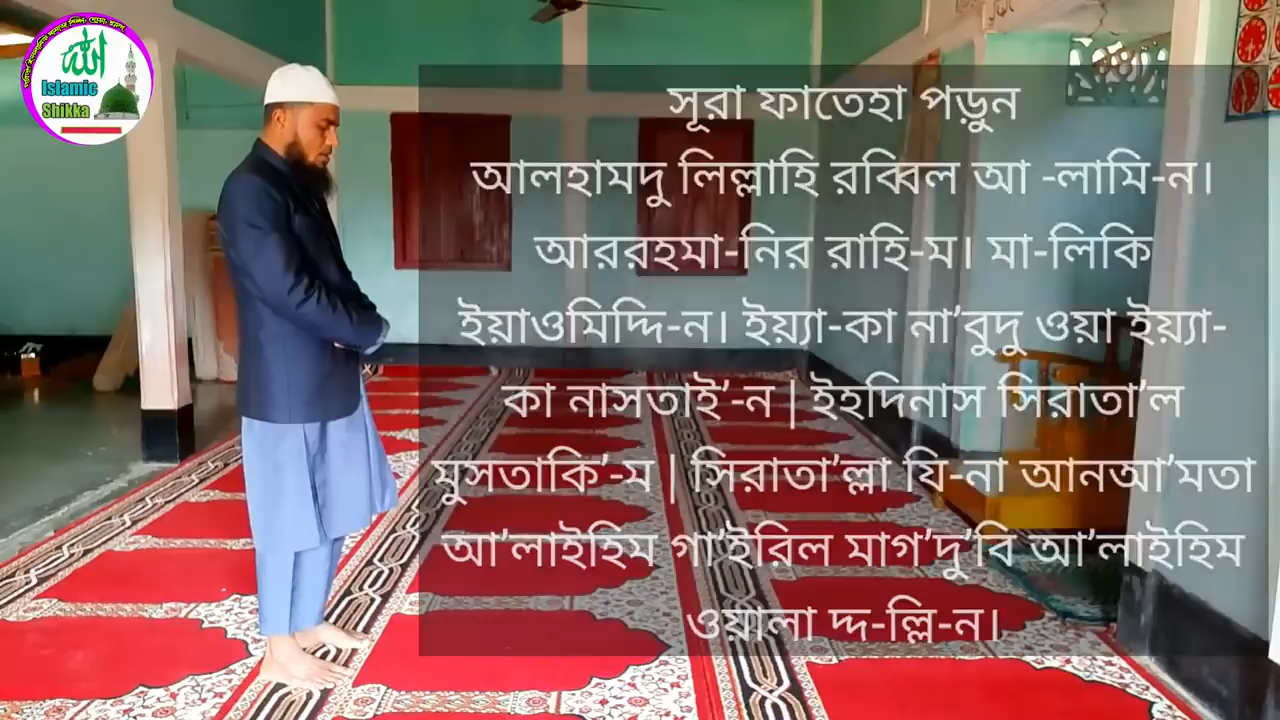 الله
Islamic
Shikka
সূরা ফাতেহা পড়ুন
আলহামদু লিল্লাহি রব্বিল আ -লামি-ন।
আররহমা-নির রাহি-ম। মা-লিকি
ইয়াওমিদ্দি-ন। ইয়্যা-কা না’বুদু ওয়া ইয়্যা-
কা নাসতাই’-ন | ইহদিনাস সিরাতা’ল
মুসতাকি’-ম | সিরাতা’ল্লা যি-না আনআ’মতা
আ’লাইহিম গা’ইরিল মাগ’দু’বি আ’লাইহিম
ওয়ালা দ্দ-ল্লি-ন।